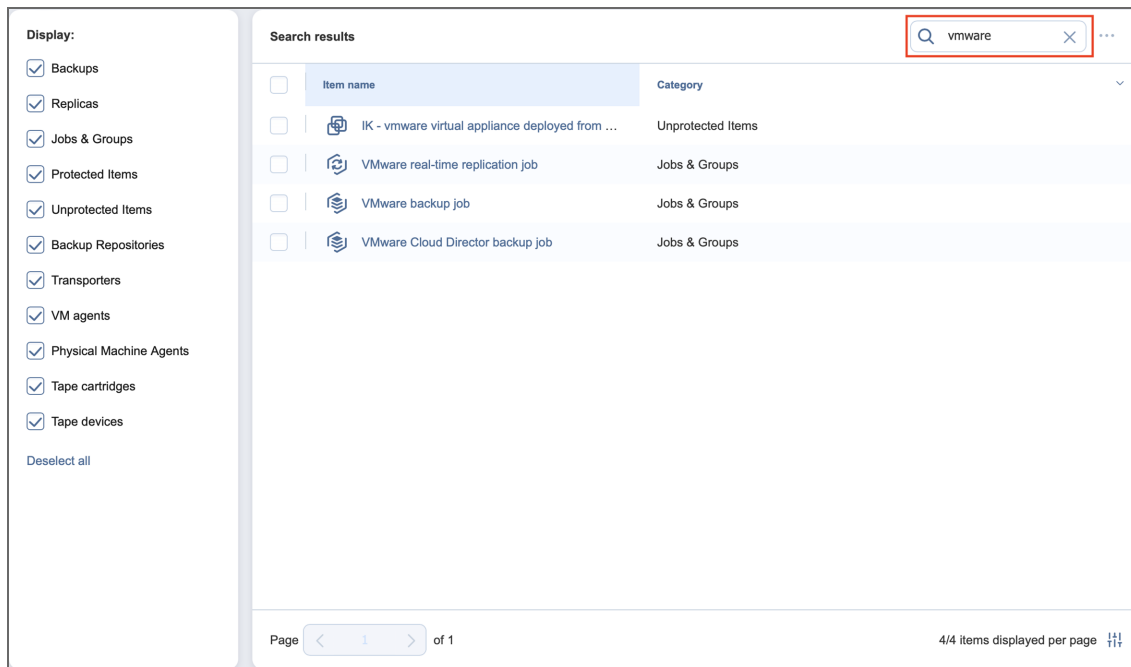 Display:
Backups
Replicas
Jobs & Groups
Protected Items
Unprotected Items
Backup Repositories
Transporters
VM agents
Physical Machine Agents
Tape cartridges
Tape devices
Deselect all
Search results
vmware
Item name Category
IK - vmware virtual appliance deployed from ... Unprotected Items
VMware real-time replication job Jobs & Groups
VMware backup job Jobs & Groups
VMware Cloud Director backup job Jobs & Groups
Page 1 of 1
4/4 items displayed per page